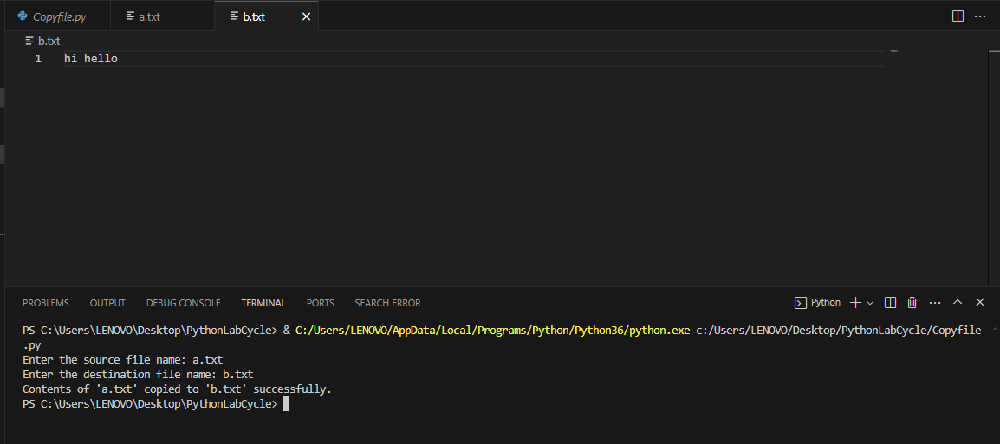 Copyfile.py a.txt b.txt
b.txt
1 hi hello
PROBLEMS OUTPUT DEBUG CONSOLE TERMINAL PORTS SEARCH ERROR Python
PS C:\Users\LENOVO\Desktop\PythonLabCycle> & C:/Users/LENOVO/AppData/Local/Programs/Python/Python36/python.exe c:/Users/LENOVO/Desktop/PythonLabCycle/Copyfile
.py
Enter the source file name: a.txt
Enter the destination file name: b.txt
Contents of 'a.txt' copied to 'b.txt' successfully.
PS C:\Users\LENOVO\Desktop\PythonLabCycle>